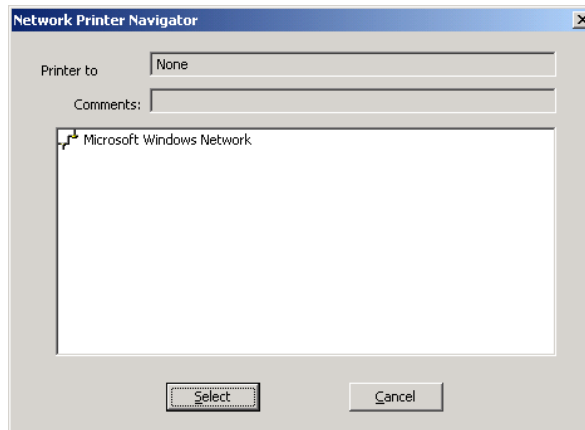 Network Printer Navigator
Printer to None
Comments:
Microsoft Windows Network
Select Cancel